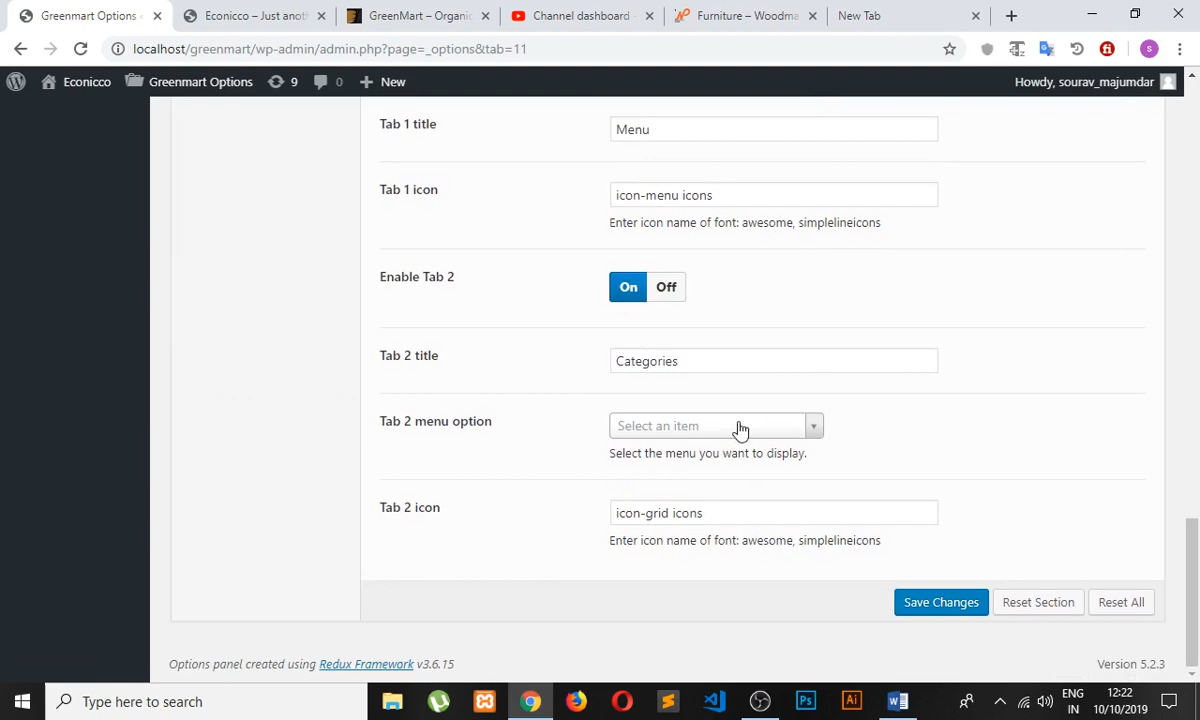 Greenmart Options
Econicco – Just anot
GreenMart – Organic
Channel dashboard -
Furniture – Woodma
New Tab
localhost/greenmart/wp-admin/admin.php?page=_options&tab=11
Econicco
Greenmart Options
9
0
New
Howdy, sourav_majumdar
Tab 1 title
Menu
Tab 1 icon
icon-menu icons
Enter icon name of font: awesome, simplelineicons
Enable Tab 2
On Off
Tab 2 title
Categories
Tab 2 menu option
Select an item
Select the menu you want to display.
Tab 2 icon
icon-grid icons
Enter icon name of font: awesome, simplelineicons
Save Changes
Reset Section
Reset All
Options panel created using Redux Framework v3.6.15
Version 5.2.3
Type here to search
ENG
IN
12:22
10/10/2019